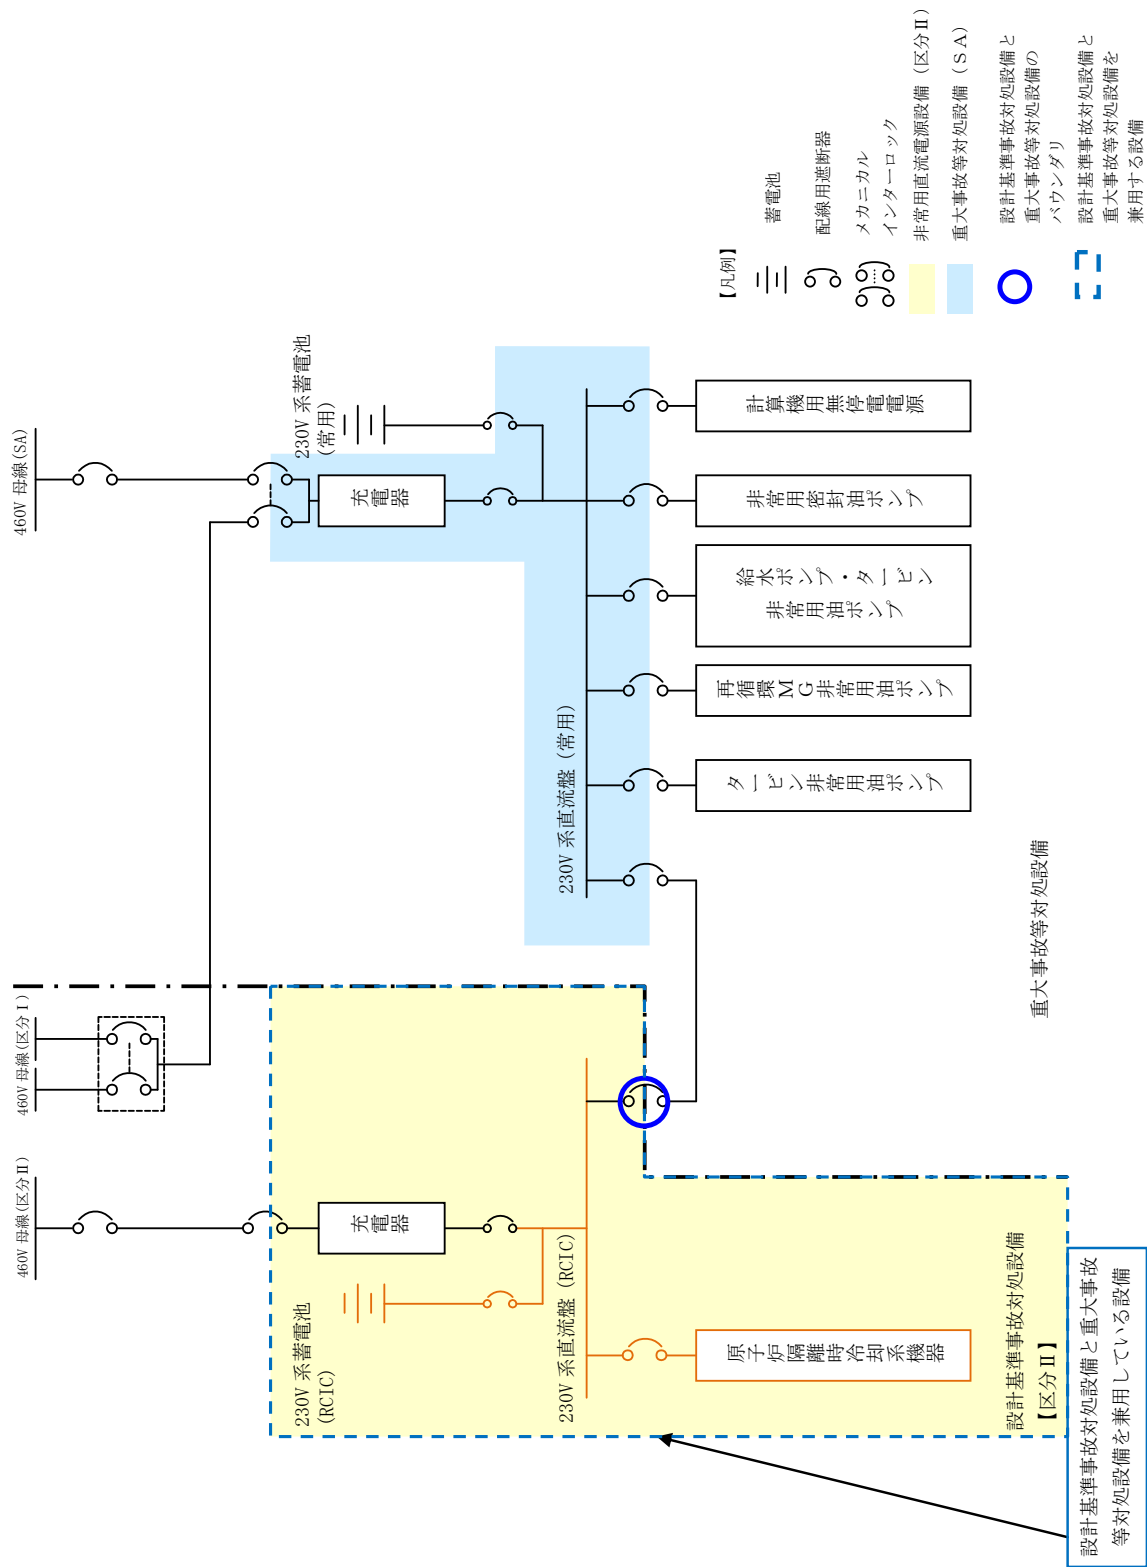 460V 母線(区分Ⅱ)
460V 母線(区分Ⅰ)
460V 母線(SA)
230V 系蓄電池
(RCIC)
充電器
230V 系直流盤 (RCIC)
原子炉隔離時冷却系機器
設計基準事故対処設備
【区分Ⅱ】
設計基準事故対処設備と重大事故
等対処設備を兼用している設備
充電器
230V 系蓄電池
(常用)
230V 系直流盤 (常用)
タービン非常用油ポンプ
再循環MG非常用油ポンプ
給水ポンプ・タービン
非常用油ポンプ
非常用密封油ポンプ
計算機用無停電電源
重大事故等対処設備
【凡例】
蓄電池
配線用遮断器
メカニカル
インターロック
非常用直流電源設備 (区分Ⅱ)
重大事故等対処設備 (SA)
設計基準事故対処設備と
重大事故等対処設備の
バウンダリ
設計基準事故対処設備と
重大事故等対処設備を
兼用する設備